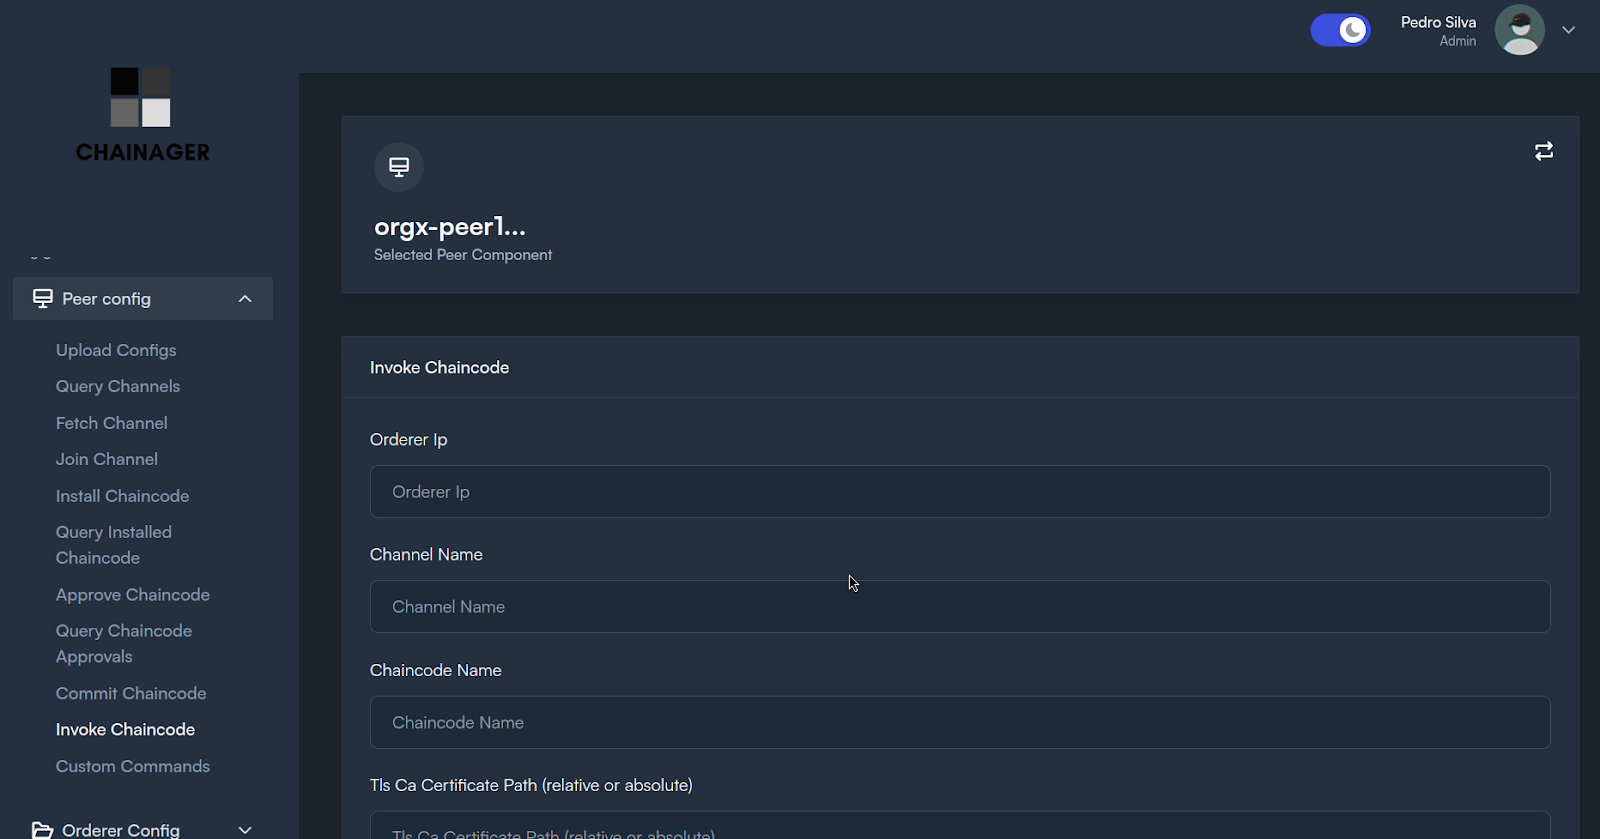 Pedro Silva
Admin
CHAINAGER
Peer config
Upload Configs
Query Channels
Fetch Channel
Join Channel
Install Chaincode
Query Installed
Chaincode
Approve Chaincode
Query Chaincode
Approvals
Commit Chaincode
Invoke Chaincode
Custom Commands
Orderer Config
orgx-peer1...
Selected Peer Component
Invoke Chaincode
Orderer Ip
Orderer Ip
Channel Name
Channel Name
Chaincode Name
Chaincode Name
Tls Ca Certificate Path (relative or absolute)
Tls Ca Certificate Path (relative or absolute)